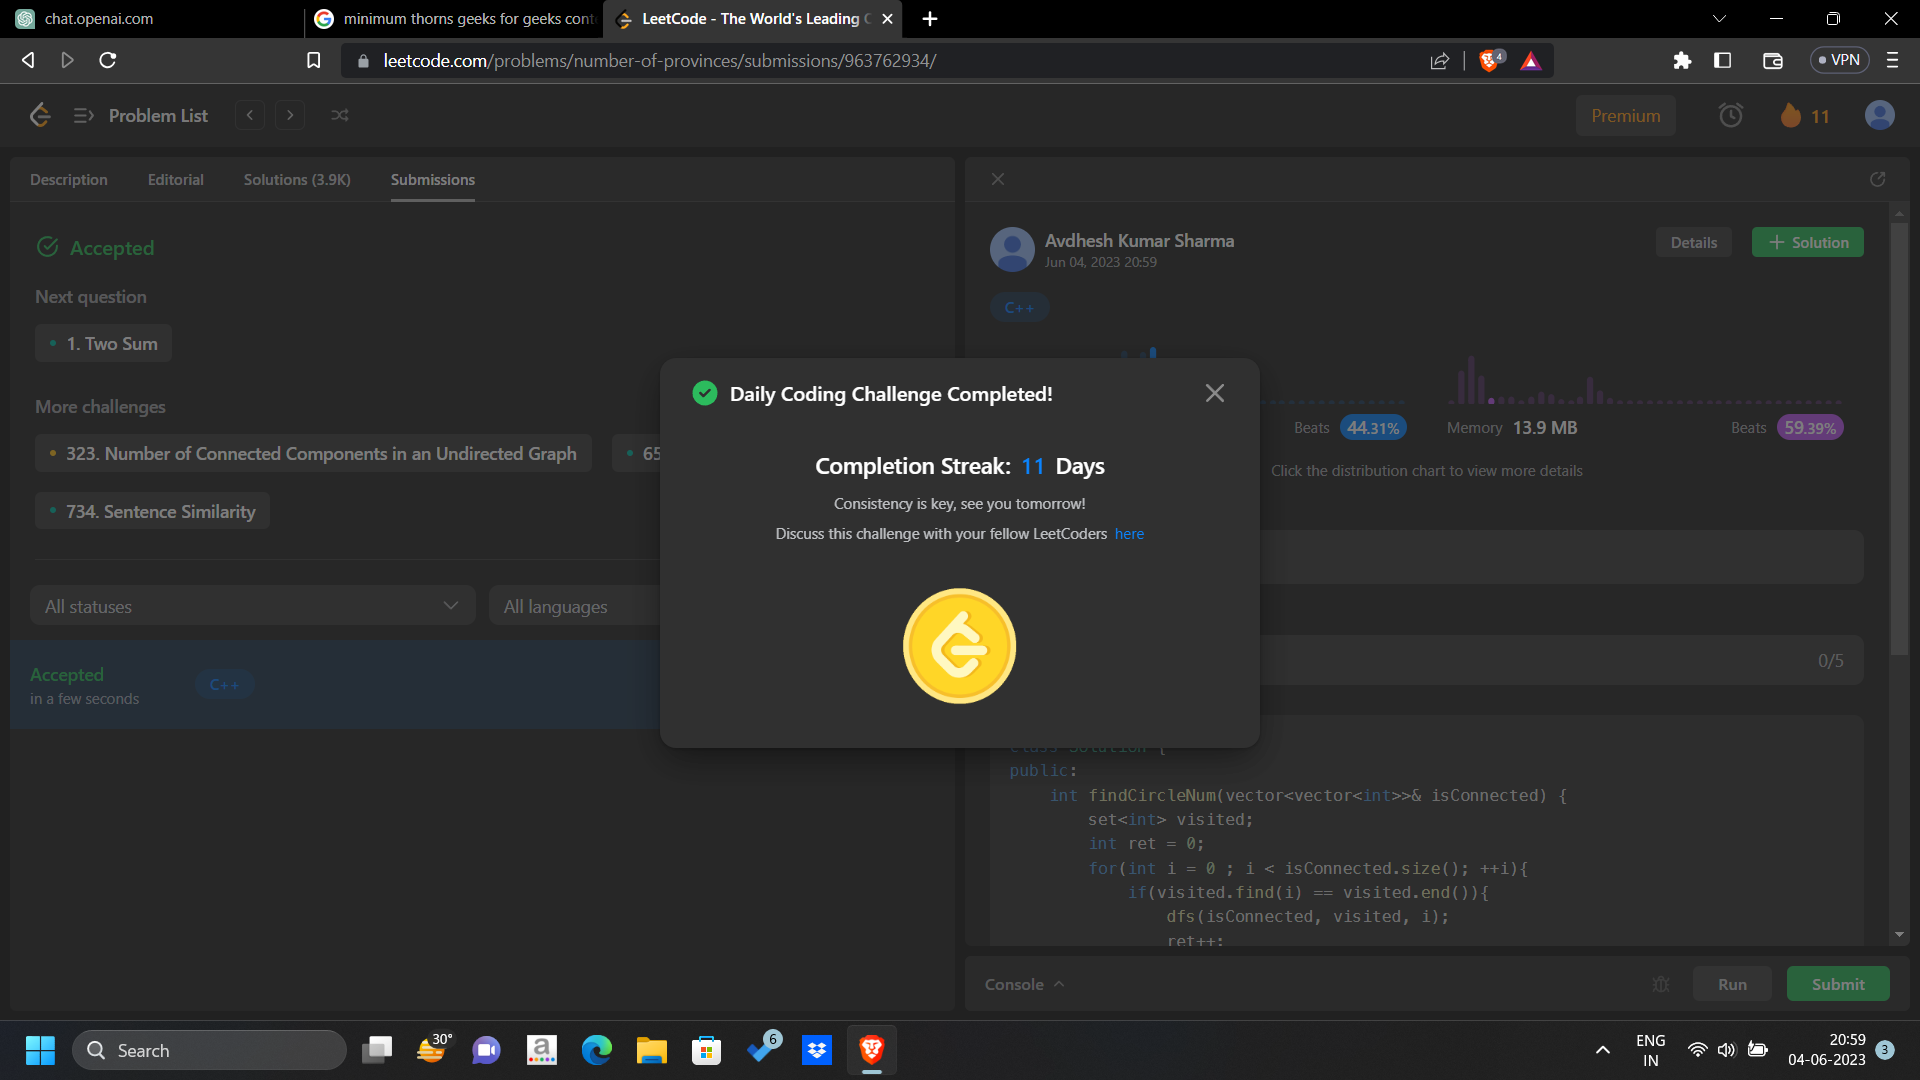 chat.openai.com
minimum thorns geeks for geeks cont
LeetCode - The World's Leading
leetcode.com/problems/number-of-provinces/submissions/963762934/
4
VPN
Problem List
Premium
11
Description
Editorial
Solutions (3.9K)
Submissions
Accepted
Next question
1. Two Sum
More challenges
323. Number of Connected Components in an Undirected Graph
65
734. Sentence Similarity
All statuses
All languages
Accepted
in a few seconds
C++
Avdhesh Kumar Sharma
Jun 04, 2023 20:59
Details
Solution
C++
Beats 44.31%
Memory 13.9 MB
Beats 59.39%
Click the distribution chart to view more details
Daily Coding Challenge Completed!
Completion Streak: 11 Days
Consistency is key, see you tomorrow!
Discuss this challenge with your fellow LeetCoders here
0/5
class Solution {
public:
int findCircleNum(vector<vector<int>>& isConnected) {
set<int> visited;
int ret = 0;
for(int i = 0 ; i < isConnected.size(); ++i){
if(visited.find(i) == visited.end()){
dfs(isConnected, visited, i);
ret++;
Console
Run
Submit
Search
30°
a
6
ENG
IN
20:59
04-06-2023
3